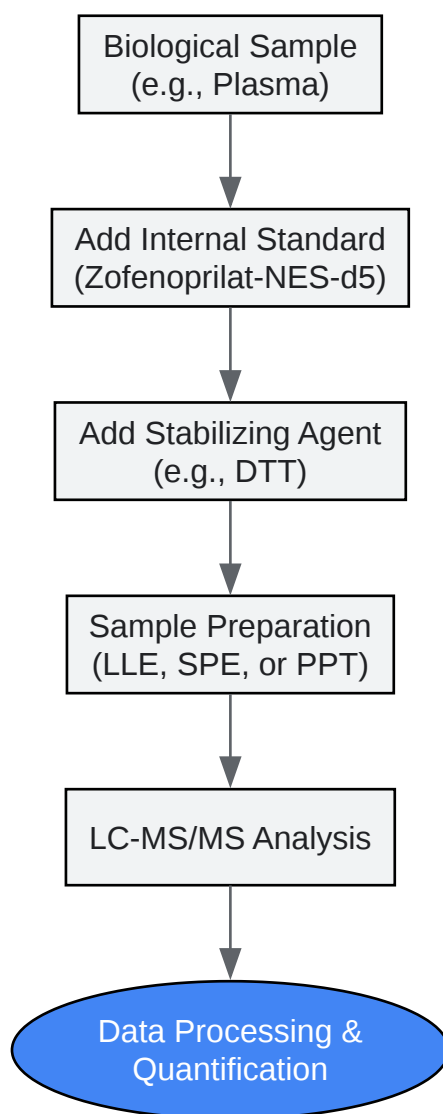 Biological Sample
(e.g., Plasma)
Add Internal Standard
(Zofenoprilat-NES-d5)
Add Stabilizing Agent
(e.g., DTT)
Sample Preparation
(LLE, SPE, or PPT)
LC-MS/MS Analysis
Data Processing &
Quantification